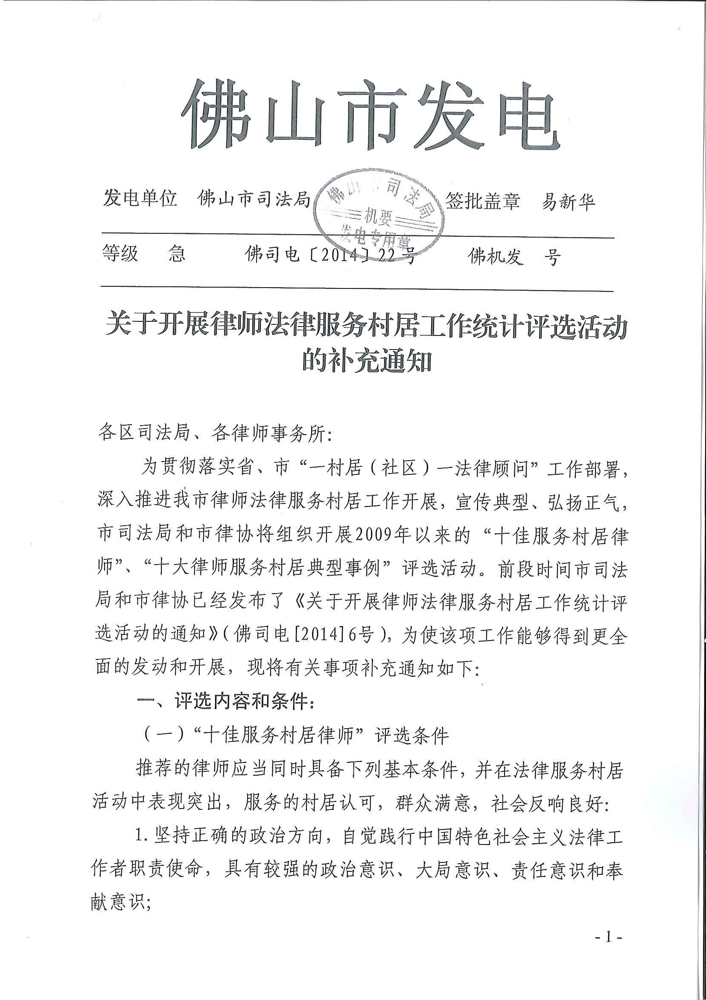 佛山市发电
发电单位 佛山市司法局 签批盖章 易新华
佛山市司法局
机要
发电专用章
等级 急 佛司电〔2014〕22号 佛机发 号
关于开展律师法律服务村居工作统计评选活动
的补充通知
各区司法局、各律师事务所：
为贯彻落实省、市“一村居（社区）一法律顾问”工作部署，
深入推进我市律师法律服务村居工作开展，宣传典型、弘扬正气，
市司法局和市律协将组织开展2009年以来的“十佳服务村居律
师”、“十大律师服务村居典型事例”评选活动。前段时间市司法
局和市律协已经发布了《关于开展律师法律服务村居工作统计评
选活动的通知》（佛司电[2014]6号），为使该项工作能够得到更全
面的发动和开展，现将有关事项补充通知如下：
一、评选内容和条件：
（一）“十佳服务村居律师”评选条件
推荐的律师应当同时具备下列基本条件，并在法律服务村居
活动中表现突出，服务的村居认可，群众满意，社会反响良好：
1.坚持正确的政治方向，自觉践行中国特色社会主义法律工
作者职责使命，具有较强的政治意识、大局意识、责任意识和奉
献意识；
- 1 -